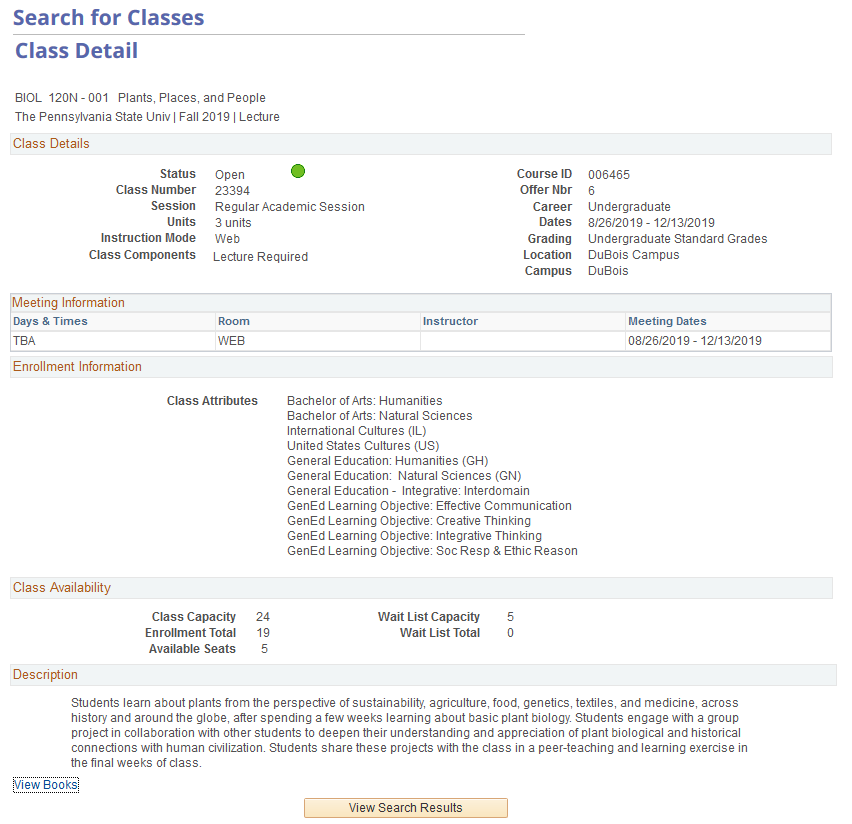 Search for Classes
Class Detail
BIOL 120N - 001 Plants, Places, and People
The Pennsylvania State Univ | Fall 2019 | Lecture
Class Details
Status Open
Class Number 23394
Session Regular Academic Session
Units 3 units
Instruction Mode Web
Class Components Lecture Required
Course ID 006465
Offer Nbr 6
Career Undergraduate
Dates 8/26/2019 - 12/13/2019
Grading Undergraduate Standard Grades
Location DuBois Campus
Campus DuBois
Meeting Information
Days & Times Room Instructor Meeting Dates
TBA WEB 08/26/2019 - 12/13/2019
Enrollment Information
Class Attributes Bachelor of Arts: Humanities
Bachelor of Arts: Natural Sciences
International Cultures (IL)
United States Cultures (US)
General Education: Humanities (GH)
General Education: Natural Sciences (GN)
General Education - Integrative: Interdomain
GenEd Learning Objective: Effective Communication
GenEd Learning Objective: Creative Thinking
GenEd Learning Objective: Integrative Thinking
GenEd Learning Objective: Soc Resp & Ethic Reason
Class Availability
Class Capacity 24 Wait List Capacity 5
Enrollment Total 19 Wait List Total 0
Available Seats 5
Description
Students learn about plants from the perspective of sustainability, agriculture, food, genetics, textiles, and medicine, across
history and around the globe, after spending a few weeks learning about basic plant biology. Students engage with a group
project in collaboration with other students to deepen their understanding and appreciation of plant biological and historical
connections with human civilization. Students share these projects with the class in a peer-teaching and learning exercise in
the final weeks of class.
View Books
View Search Results